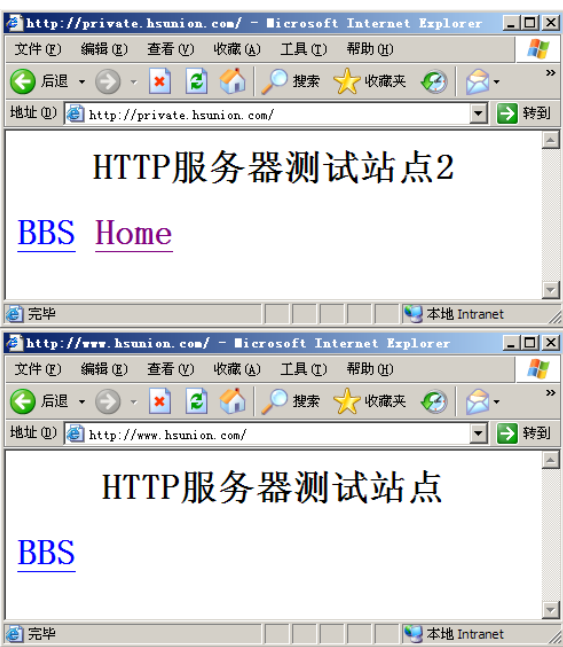 http://private.hsunion.com/ - Microsoft Internet Explorer
文件(F) 编辑(E) 查看(V) 收藏(A) 工具(T) 帮助(H)
后退 搜索 收藏夹 »
地址(D) http://private.hsunion.com/ 转到
HTTP服务器测试站点2
BBS Home
完毕 本地 Intranet
http://www.hsunion.com/ - Microsoft Internet Explorer
文件(F) 编辑(E) 查看(V) 收藏(A) 工具(T) 帮助(H)
后退 搜索 收藏夹 »
地址(D) http://www.hsunion.com/ 转到
HTTP服务器测试站点
BBS
完毕 本地 Intranet